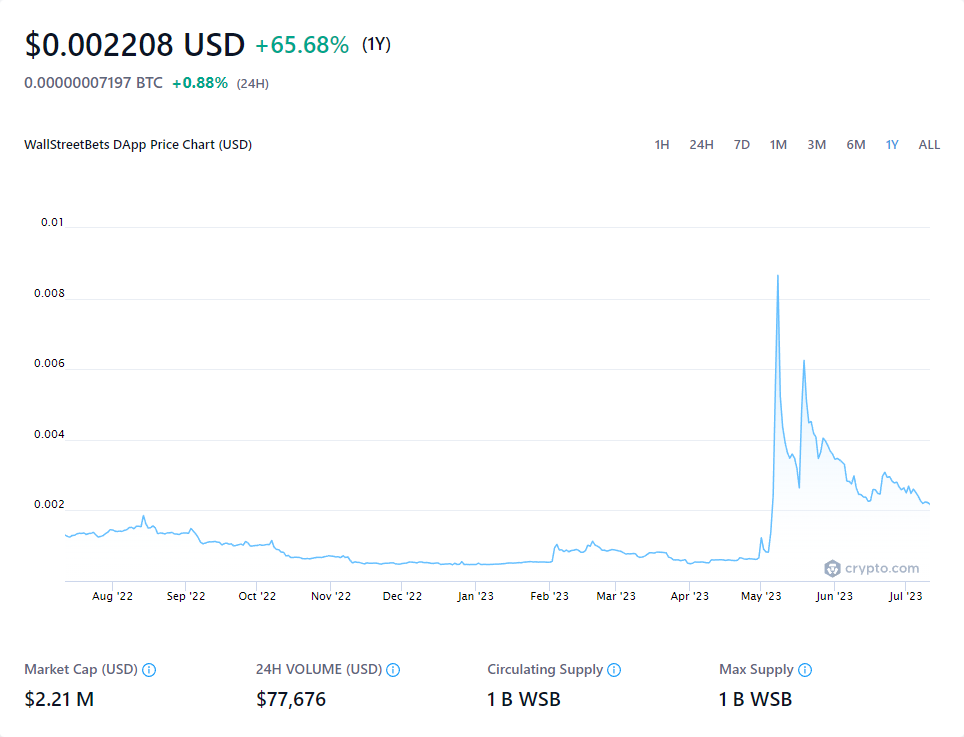 $0.002208 USD +65.68% (1Y)
0.00000007197 BTC +0.88% (24H)
WallStreetBets DApp Price Chart (USD) 1H 24H 7D 1M 3M 6M 1Y ALL
0.01
0.008
0.006
0.004
0.002
crypto.com
Aug '22 Sep '22 Oct '22 Nov '22 Dec '22 Jan '23 Feb '23 Mar '23 Apr '23 May '23 Jun '23 Jul '23
Market Cap (USD) 24H VOLUME (USD) Circulating Supply Max Supply
$2.21 M $77,676 1 B WSB 1 B WSB